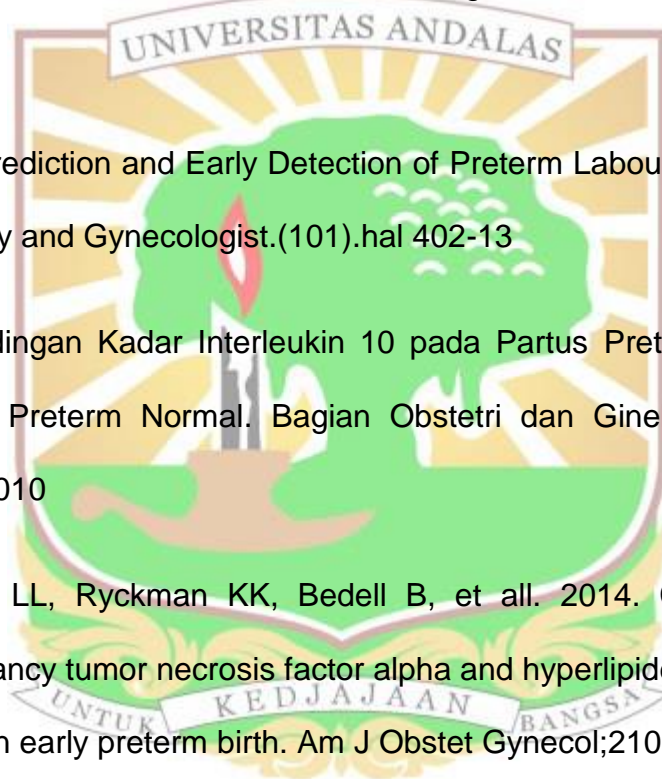 UNIVERSITAS ANDALAS
rediction and Early Detection of Preterm Labou
y and Gynecologist.(101).hal 402-13
dingan Kadar Interleukin 10 pada Partus Pret
Preterm Normal. Bagian Obstetri dan Gine
010
LL, Ryckman KK, Bedell B, et all. 2014.
ancy tumor necrosis factor alpha and hyperlipid
n early preterm birth. Am J Obstet Gynecol;210
UNTUK KEDJAJAAN BANGSA